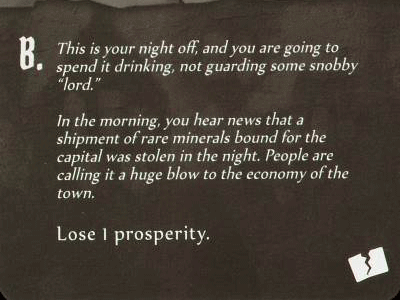 B. This is your night off, and you are going to
spend it drinking, not guarding some snobby
“lord.”
In the morning, you hear news that a
shipment of rare minerals bound for the
capital was stolen in the night. People are
calling it a huge blow to the economy of the
town.
Lose 1 prosperity.